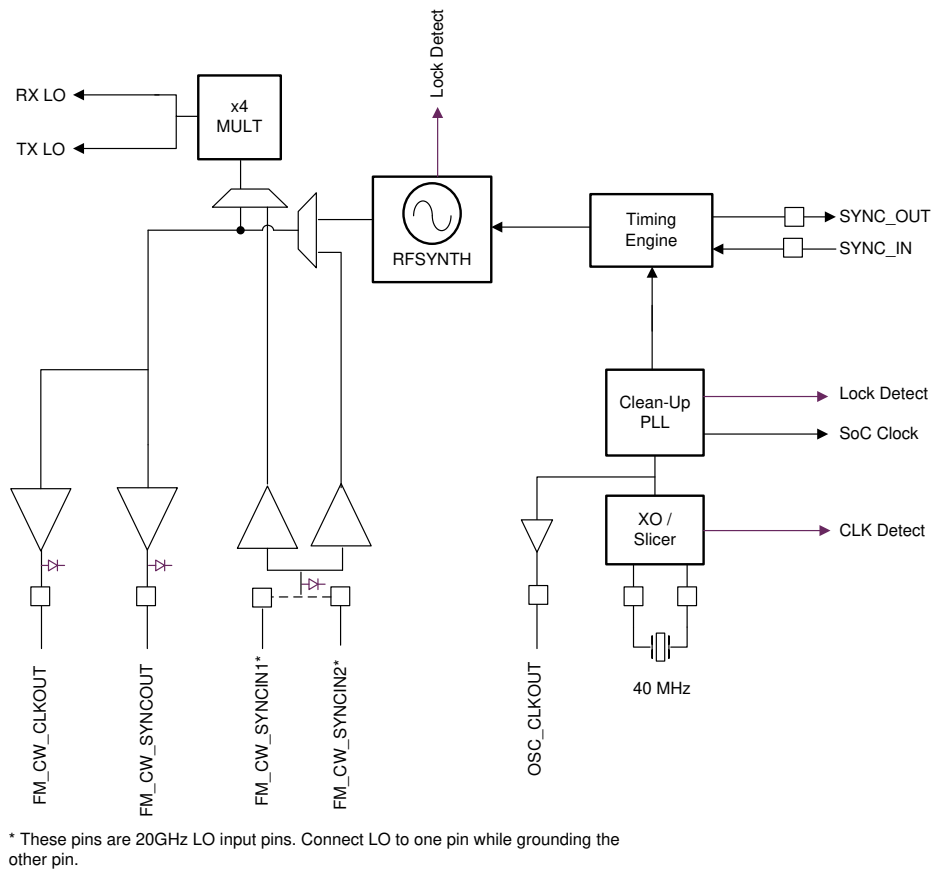 Lock Detect
RX LO
x4
MULT
TX LO
RFSYNTH
Timing
Engine
SYNC_OUT
SYNC_IN
Clean-Up
PLL
Lock Detect
SoC Clock
XO /
Slicer
CLK Detect
40 MHz
FM_CW_CLKOUT
FM_CW_SYNCOUT
FM_CW_SYNCIN1*
FM_CW_SYNCIN2*
OSC_CLKOUT
* These pins are 20GHz LO input pins. Connect LO to one pin while grounding the
other pin.